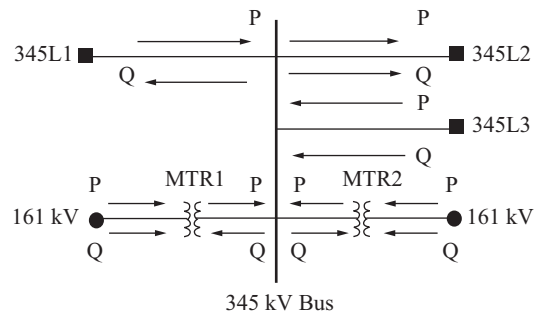 P P
345L1 345L2
Q Q
P
345L3
Q
P MTR1 P P MTR2 P
161 kV 161 kV
Q Q Q Q
345 kV Bus